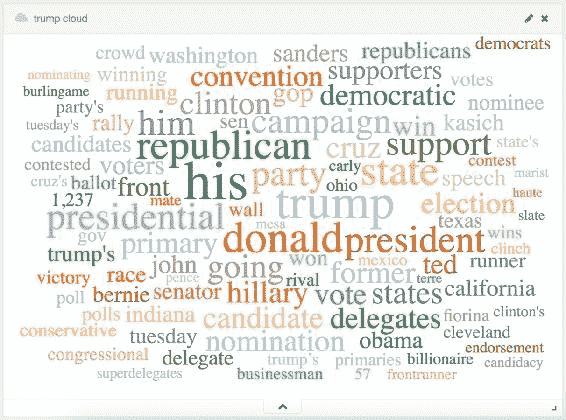 trump cloud
crowd washington sanders republicans democrats
nominating winning convention supporters votes
burlingame running clinton gop democratic nominee
party's
tuesday's rally him sen campaign win kasich
candidates republican cruz support state's
contested voters party carly state speech contest marist
cruz's ballot front his ohio haute
1,237 mate trump election
presidential wall texas slate
gov primary mesa donald president wins
trump's john going won mexico ted runner clinch
victory race pence rival former terre
poll bernie senator hillary vote states california
polls indiana candidate delegates fiorina clinton's
conservative tuesday nomination obama cleveland
congressional delegate trump's primaries billionaire endorsement
superdelegates businessman 57 frontrunner candidacy